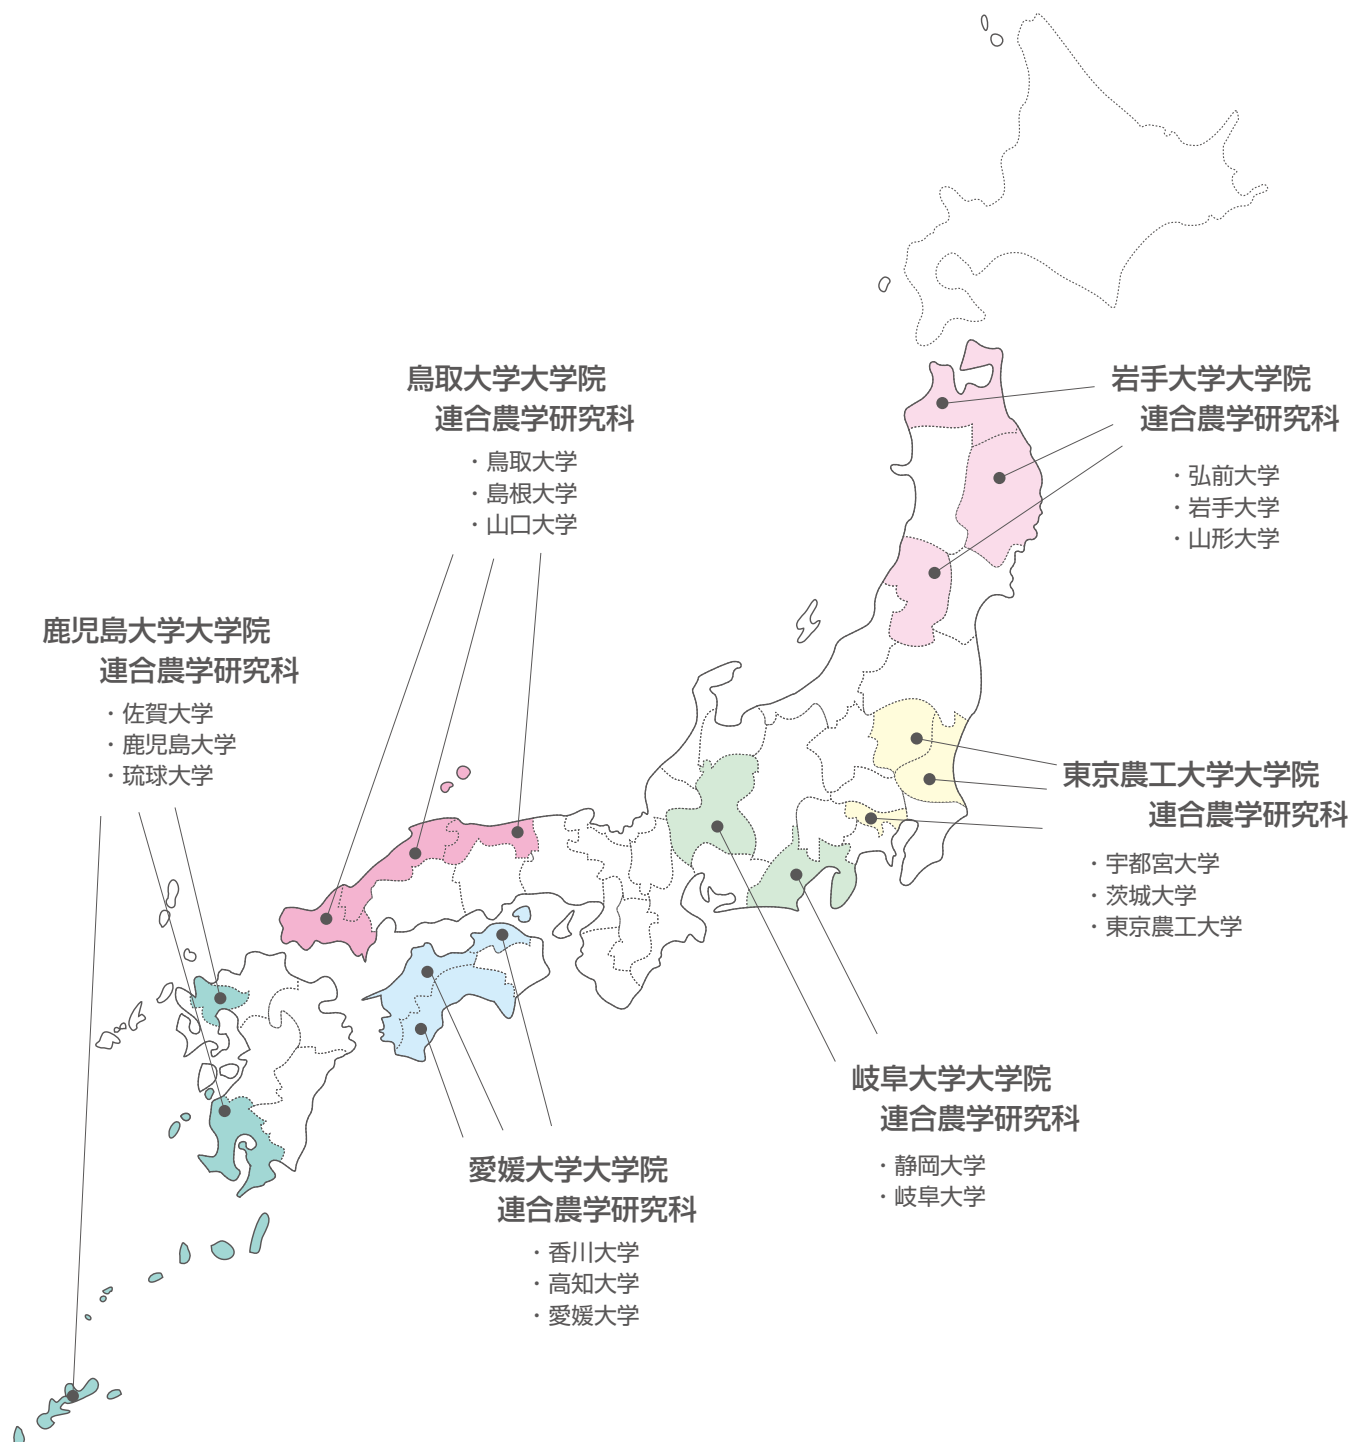 鳥取大学大学院
連合農学研究科
・鳥取大学
・島根大学
・山口大学
岩手大学大学院
連合農学研究科
・弘前大学
・岩手大学
・山形大学
鹿児島大学大学院
連合農学研究科
・佐賀大学
・鹿児島大学
・琉球大学
東京農工大学大学院
連合農学研究科
・宇都宮大学
・茨城大学
・東京農工大学
岐阜大学大学院
連合農学研究科
・静岡大学
・岐阜大学
愛媛大学大学院
連合農学研究科
・香川大学
・高知大学
・愛媛大学